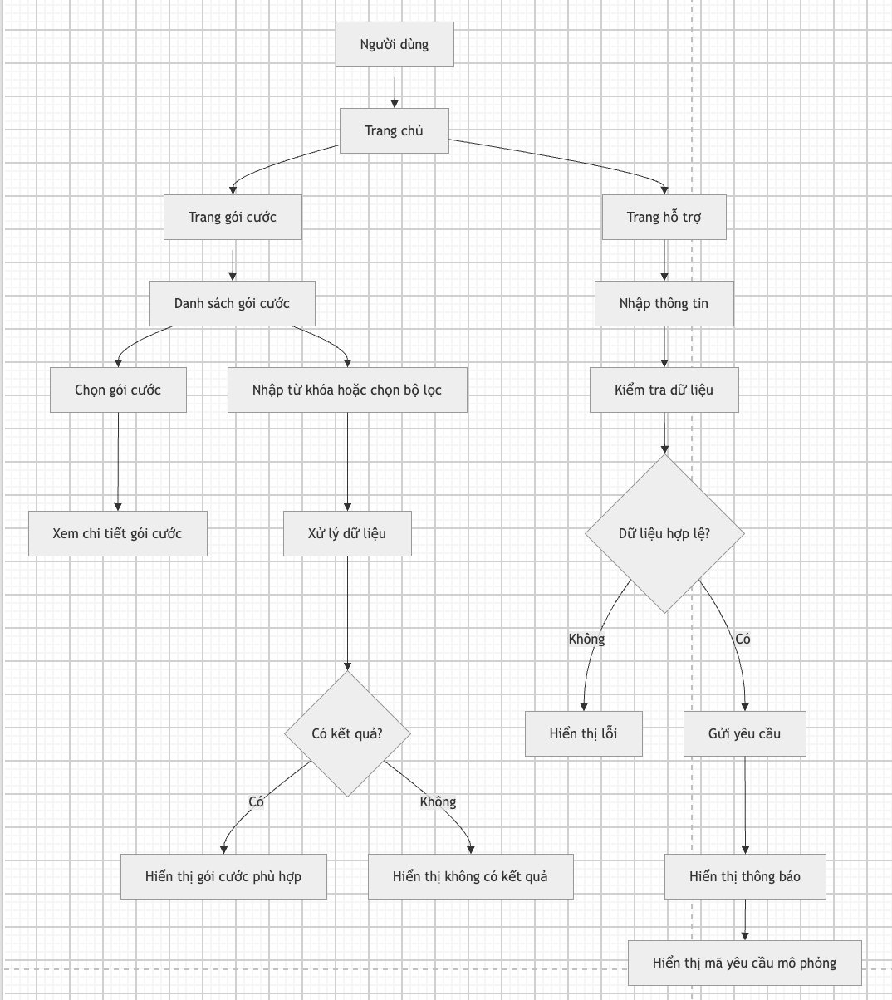 Người dùng
Trang chủ
Trang gói cước
Trang hỗ trợ
Danh sách gói cước
Nhập thông tin
Chọn gói cước
Nhập từ khóa hoặc chọn bộ lọc
Kiểm tra dữ liệu
Xem chi tiết gói cước
Xử lý dữ liệu
Dữ liệu hợp lệ?
Không
Có
Có kết quả?
Hiển thị lỗi
Gửi yêu cầu
Có
Không
Hiển thị gói cước phù hợp
Hiển thị không có kết quả
Hiển thị thông báo
Hiển thị mã yêu cầu mô phỏng